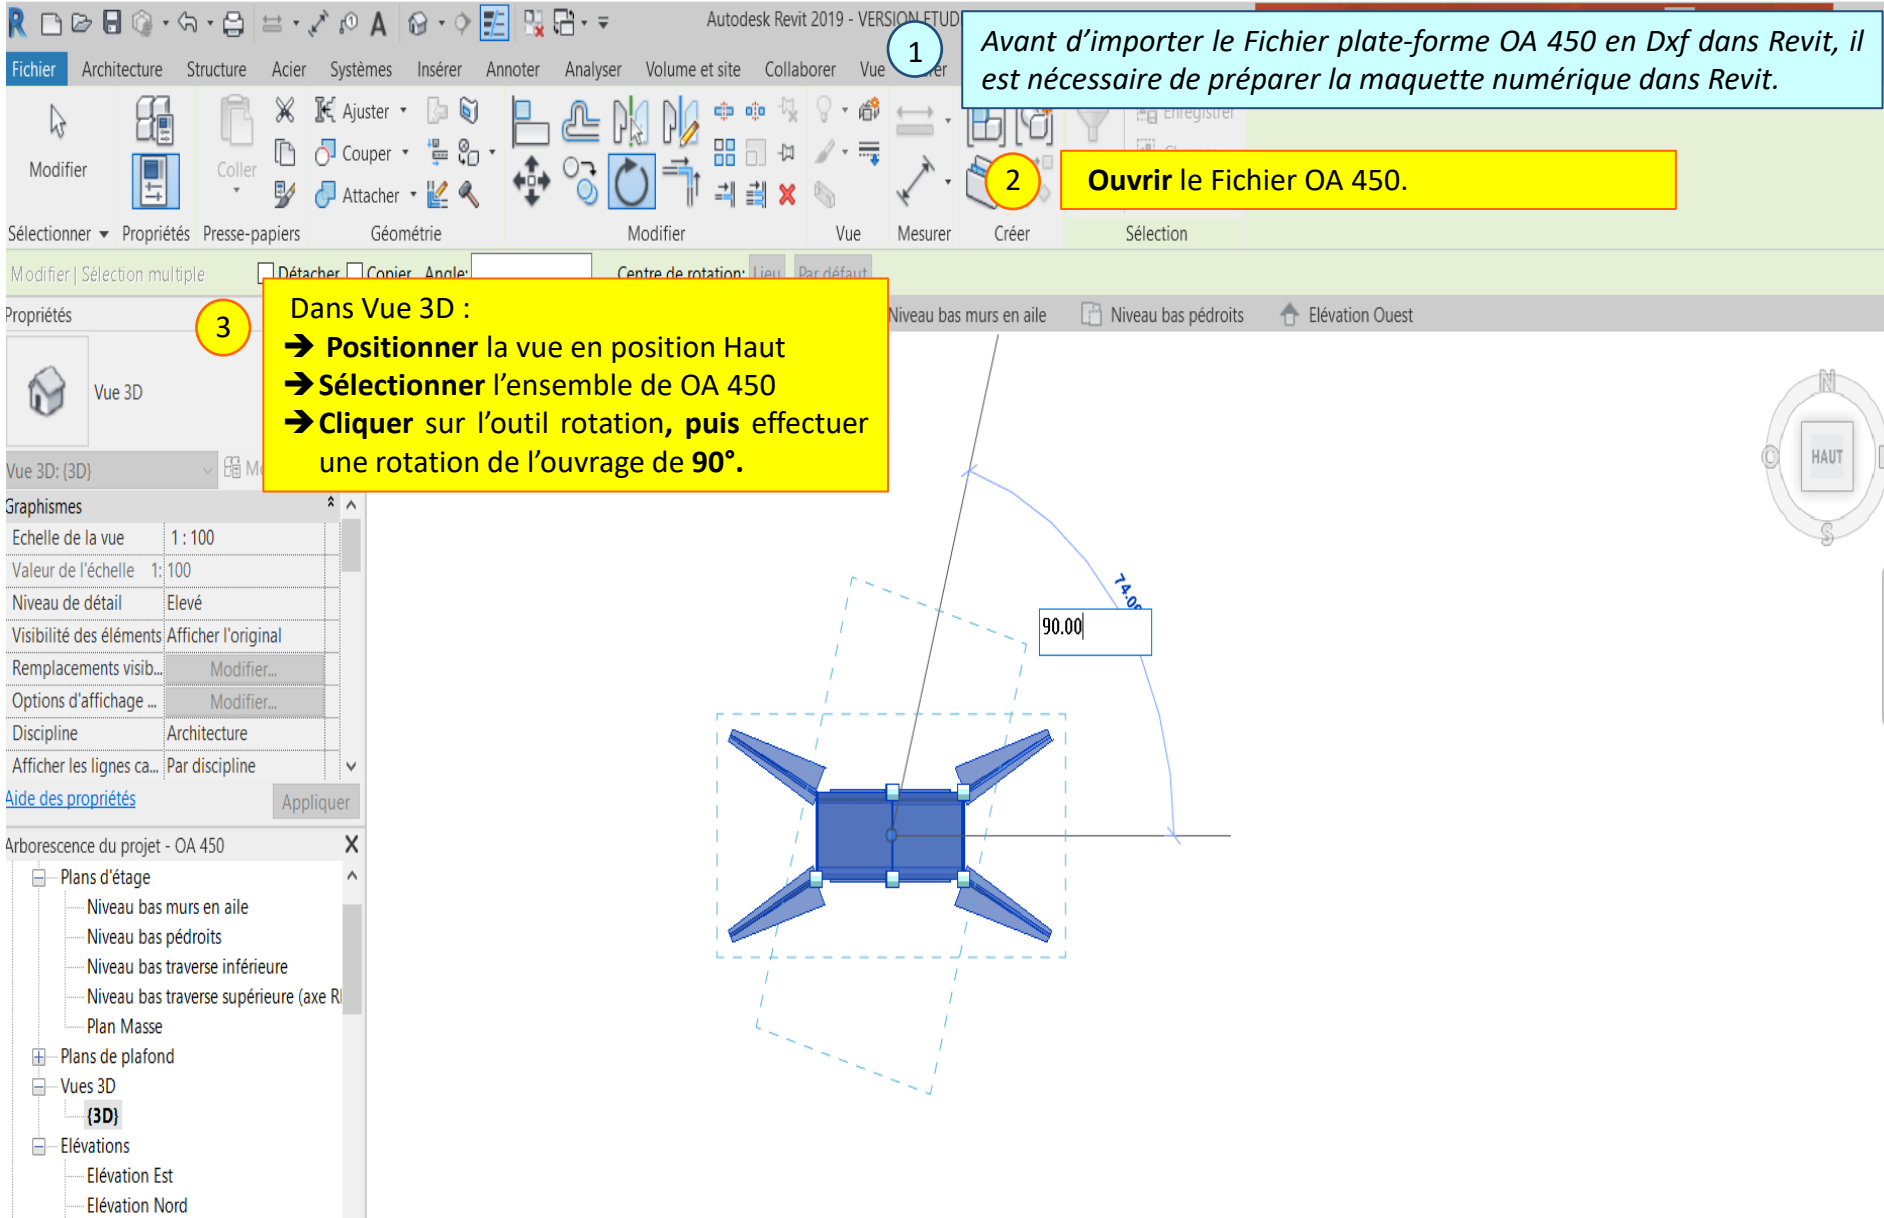 Autodesk Revit 2019 - VERSION ETUD
1
Avant d’importer le Fichier plate-forme OA 450 en Dxf dans Revit, il
est nécessaire de préparer la maquette numérique dans Revit.
Fichier Architecture Structure Acier Systèmes Insérer Annoter Analyser Volume et site Collaborer Vue
Ajuster
Enregistrer
Couper
Modifier
Coller
Attacher
2
Ouvrir le Fichier OA 450.
Sélectionner Propriétés Presse-papiers Géométrie Modifier Vue Mesurer Créer Sélection
Modifier | Sélection multiple Détacher Copier Angle: Centre de rotation: Lieu Par défaut
Propriétés
3
Dans Vue 3D :
➔ Positionner la vue en position Haut
➔ Sélectionner l’ensemble de OA 450
➔ Cliquer sur l’outil rotation, puis effectuer
une rotation de l’ouvrage de 90°.
Niveau bas murs en aile Niveau bas pédroits Elévation Ouest
Vue 3D
N
O
HAUT
S
Vue 3D: {3D}
Graphismes
Echelle de la vue 1 : 100
Valeur de l'échelle 1: 100
Niveau de détail Elevé
Visibilité des éléments Afficher l'original
Remplacements visib... Modifier...
Options d'affichage ... Modifier...
Discipline Architecture
Afficher les lignes ca... Par discipline
Aide des propriétés Appliquer
74.0
90.00
Arborescence du projet - OA 450 X
Plans d'étage
Niveau bas murs en aile
Niveau bas pédroits
Niveau bas traverse inférieure
Niveau bas traverse supérieure (axe R
Plan Masse
Plans de plafond
Vues 3D
{3D}
Elévations
Elévation Est
Elévation Nord